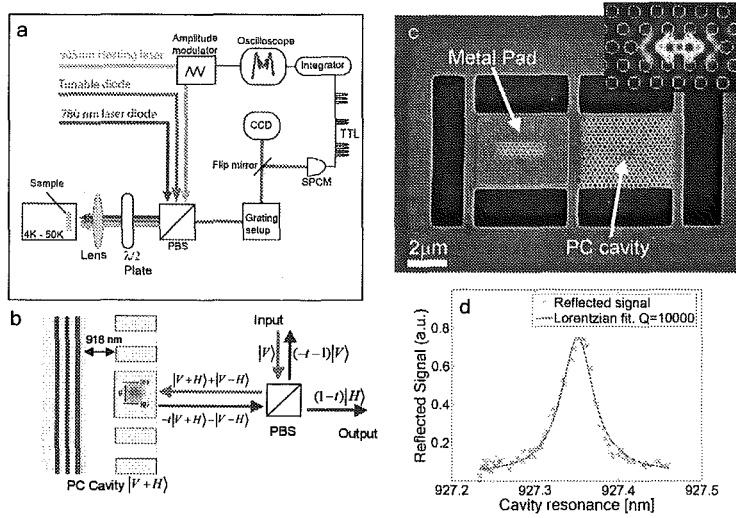 a
Amplitude
modulator
Oscilloscope
Integrator
Tunable diode
780 nm laser diode
CCD
TTL
Flip mirror
SPCM
Sample
4K - 50K
Lens
λ/2
Plate
PBS
Grating
setup
b
918 nm
Input
|V⟩
(-t-1)|V⟩
|V+H⟩+|V-H⟩
-t|V+H⟩-|V-H⟩
(1-t)|H⟩
PBS
Output
PC Cavity |V+H⟩
c
Metal Pad
PC cavity
2μm
d
Reflected signal
Lorentzian fit. Q=10000
Reflected Signal (a.u.)
0.8
0.6
0.4
0.2
927.2
927.3
927.4
927.5
Cavity resonance [nm]